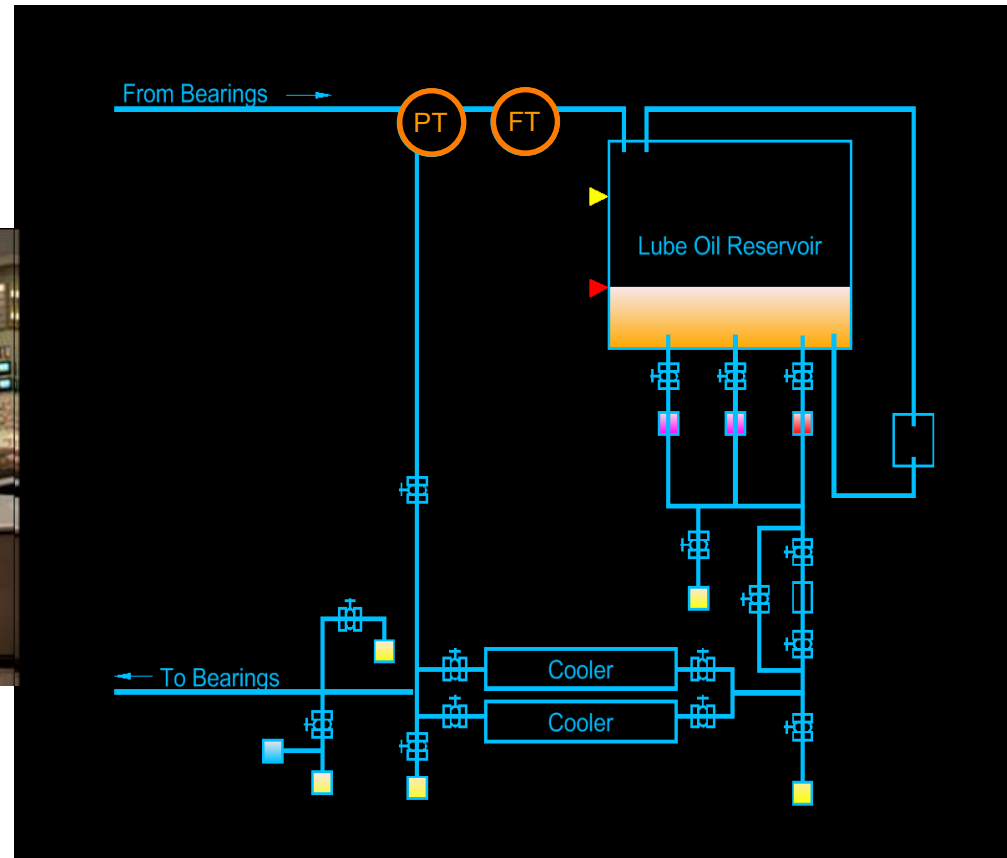 From Bearings
PT
FT
Lube Oil Reservoir
Cooler
To Bearings
Cooler